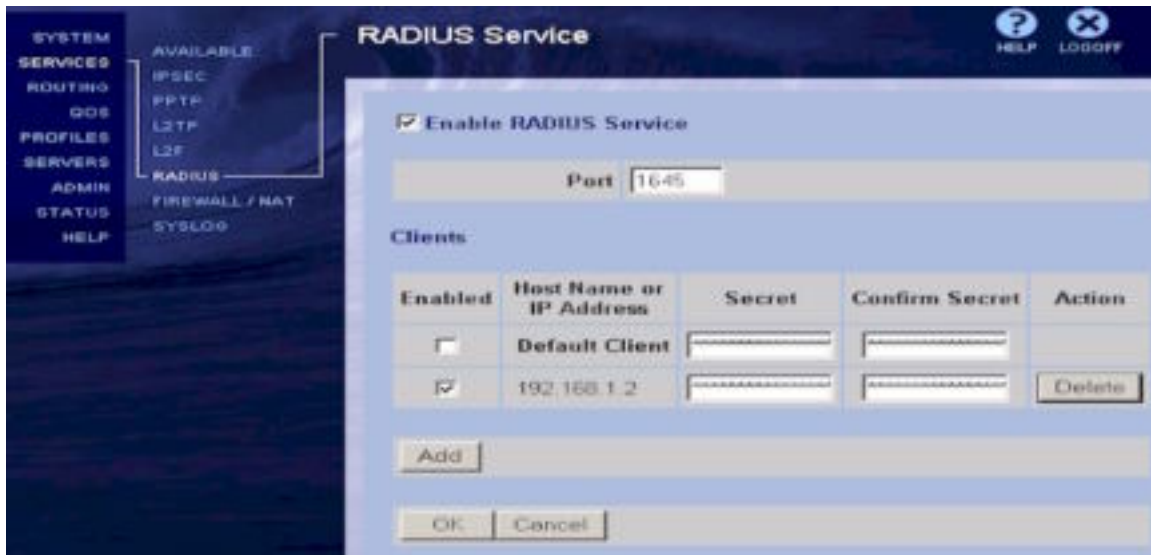 SYSTEM
SERVICES
ROUTING
QOS
PROFILES
SERVERS
ADMIN
STATUS
HELP
AVAILABLE
IPSEC
PPTP
L2TP
L2F
RADIUS
FIREWALL / NAT
SYSLOG
RADIUS Service
HELP
LOGOFF
Enable RADIUS Service
Port 1645
Clients
Enabled Host Name or IP Address Secret Confirm Secret Action
Default Client
192.168.1.2 Delete
Add
OK Cancel